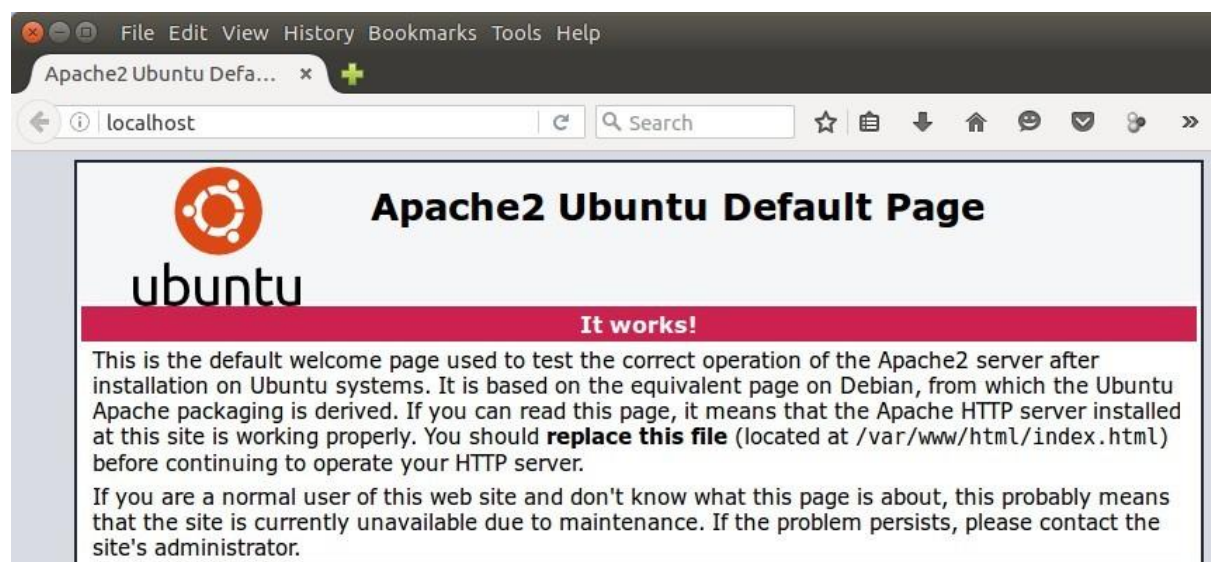 File Edit View History Bookmarks Tools Help
Apache2 Ubuntu Defa...
localhost
Search
ubuntu
Apache2 Ubuntu Default Page
It works!
This is the default welcome page used to test the correct operation of the Apache2 server after
installation on Ubuntu systems. It is based on the equivalent page on Debian, from which the Ubuntu
Apache packaging is derived. If you can read this page, it means that the Apache HTTP server installed
at this site is working properly. You should replace this file (located at /var/www/html/index.html)
before continuing to operate your HTTP server.
If you are a normal user of this web site and don't know what this page is about, this probably means
that the site is currently unavailable due to maintenance. If the problem persists, please contact the
site's administrator.